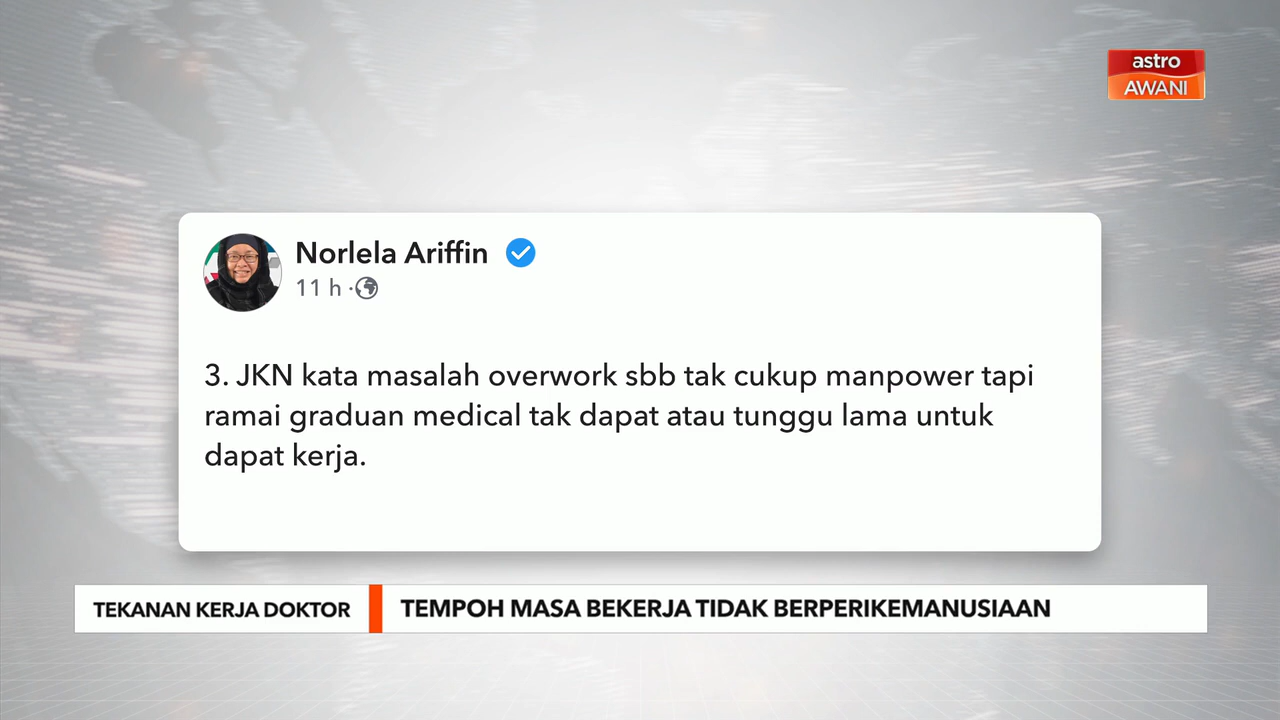 astro
AWANI
Norlela Ariffin
11 h ·
3. JKN kata masalah overwork sbb tak cukup manpower tapi
ramai graduan medical tak dapat atau tunggu lama untuk
dapat kerja.
TEKANAN KERJA DOKTOR
TEMPOH MASA BEKERJA TIDAK BERPERIKEMANUSIAAN